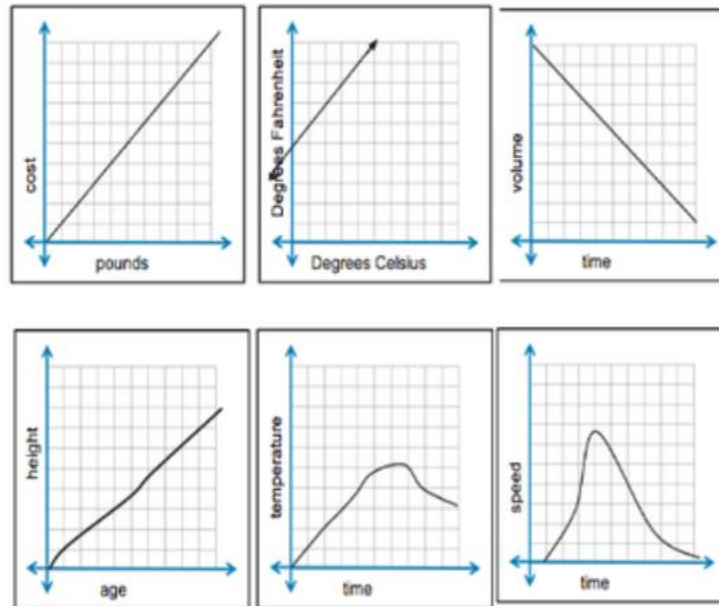 cost
pounds
Degrees Fahrenheit
Degrees Celsius
volume
time
height
age
temperature
time
speed
time